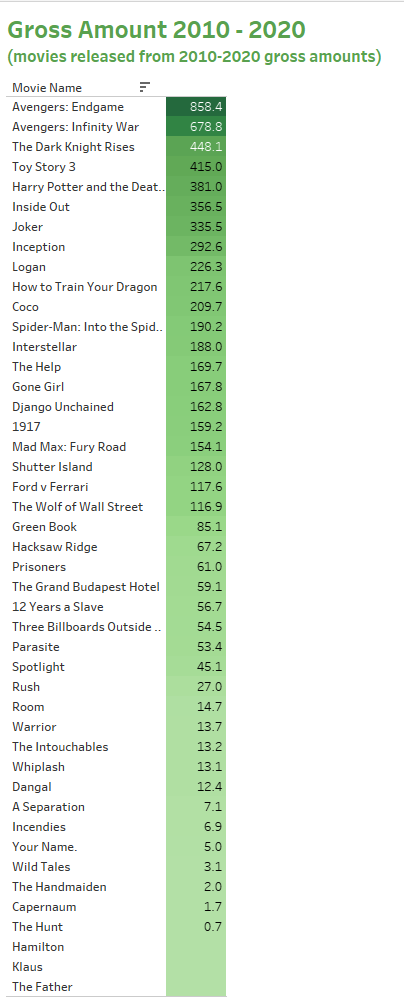 Gross Amount 2010 - 2020
(movies released from 2010-2020 gross amounts)
Movie Name
Avengers: Endgame 858.4
Avengers: Infinity War 678.8
The Dark Knight Rises 448.1
Toy Story 3 415.0
Harry Potter and the Deat.. 381.0
Inside Out 356.5
Joker 335.5
Inception 292.6
Logan 226.3
How to Train Your Dragon 217.6
Coco 209.7
Spider-Man: Into the Spid.. 190.2
Interstellar 188.0
The Help 169.7
Gone Girl 167.8
Django Unchained 162.8
1917 159.2
Mad Max: Fury Road 154.1
Shutter Island 128.0
Ford v Ferrari 117.6
The Wolf of Wall Street 116.9
Green Book 85.1
Hacksaw Ridge 67.2
Prisoners 61.0
The Grand Budapest Hotel 59.1
12 Years a Slave 56.7
Three Billboards Outside .. 54.5
Parasite 53.4
Spotlight 45.1
Rush 27.0
Room 14.7
Warrior 13.7
The Intouchables 13.2
Whiplash 13.1
Dangal 12.4
A Separation 7.1
Incendies 6.9
Your Name. 5.0
Wild Tales 3.1
The Handmaiden 2.0
Capernaum 1.7
The Hunt 0.7
Hamilton
Klaus
The Father